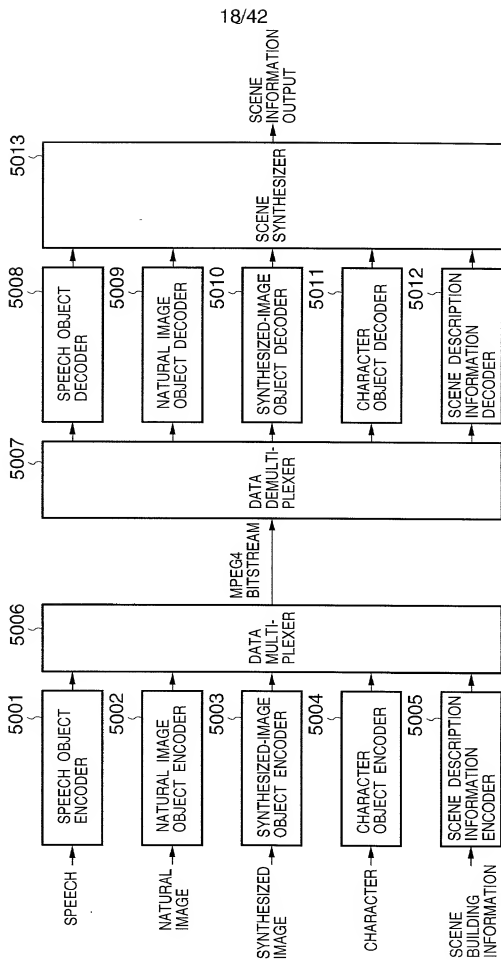 18/42
SPEECH
NATURAL
IMAGE
SYNTHESIZED
IMAGE
CHARACTER
SCENE
BUILDING
INFORMATION
5001
SPEECH OBJECT
ENCODER
5002
NATURAL IMAGE
OBJECT ENCODER
5003
SYNTHESIZED-IMAGE
OBJECT ENCODER
5004
CHARACTER
OBJECT ENCODER
5005
SCENE DESCRIPTION
INFORMATION
ENCODER
5006
DATA
MULTI-
PLEXER
MPEG4
BITSTREAM
5007
DATA
DEMULTI-
PLEXER
5008
SPEECH OBJECT
DECODER
5009
NATURAL IMAGE
OBJECT DECODER
5010
SYNTHESIZED-IMAGE
OBJECT DECODER
5011
CHARACTER
OBJECT DECODER
5012
SCENE DESCRIPTION
INFORMATION
DECODER
5013
SCENE
SYNTHESIZER
SCENE
INFORMATION
OUTPUT